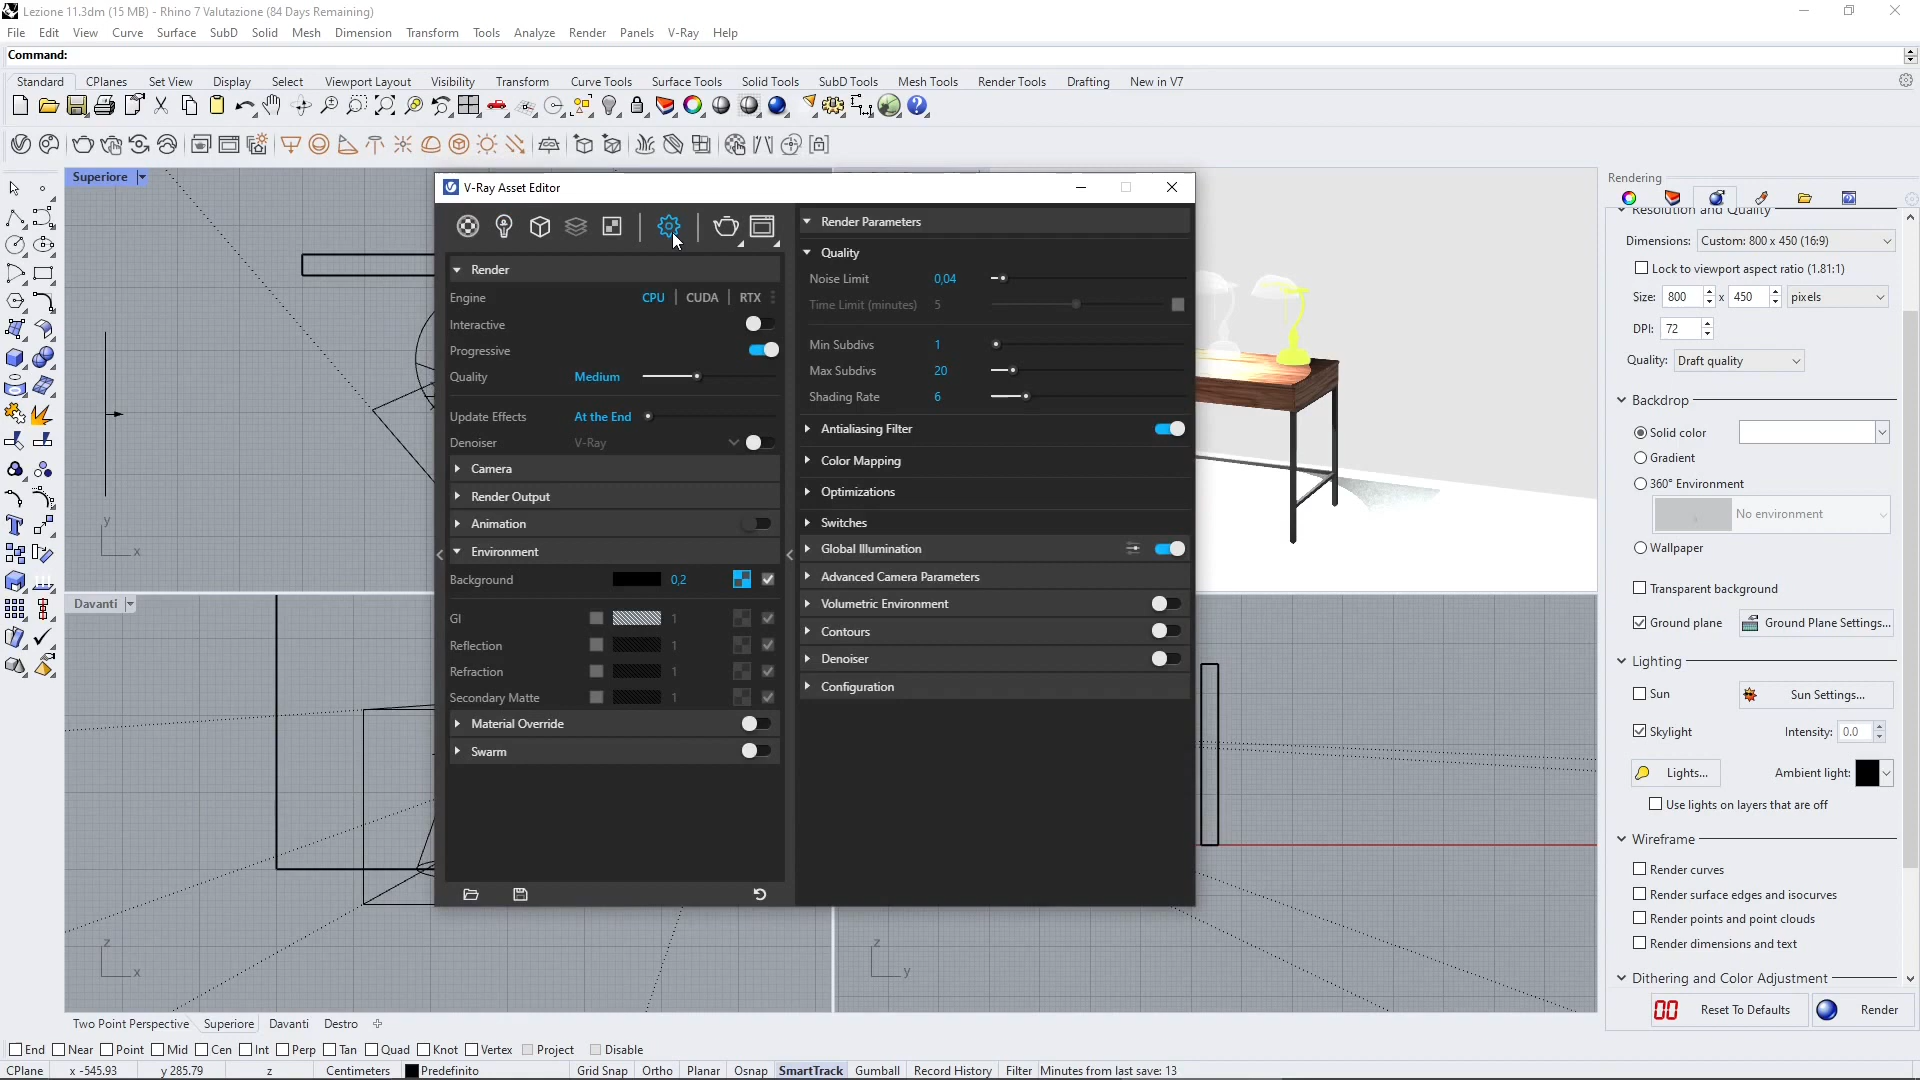 Lezione 11.3dm (15 MB) - Rhino 7 Valutazione (84 Days Remaining)
File Edit View Curve Surface SubD Solid Mesh Dimension Transform Tools Analyze Render Panels V-Ray Help
Command:
Standard CPlanes Set View Display Select Viewport Layout Visibility Transform Curve Tools Surface Tools Solid Tools SubD Tools Mesh Tools Render Tools Drafting New in V7
Superiore
y
x
Davanti
z
x
z
y
V-Ray Asset Editor
Render
Engine CPU CUDA RTX
Interactive
Progressive
Quality Medium
Update Effects At the End
Denoiser V-Ray
Camera
Render Output
Animation
Environment
Background 0,2
GI 1
Reflection 1
Refraction 1
Secondary Matte 1
Material Override
Swarm
Render Parameters
Quality
Noise Limit 0,04
Time Limit (minutes) 5
Min Subdivs 1
Max Subdivs 20
Shading Rate 6
Antialiasing Filter
Color Mapping
Optimizations
Switches
Global Illumination
Advanced Camera Parameters
Volumetric Environment
Contours
Denoiser
Configuration
Rendering
Resolution and Quality
Dimensions: Custom: 800 x 450 (16:9)
Lock to viewport aspect ratio (1.81:1)
Size: 800 x 450 pixels
DPI: 72
Quality: Draft quality
Backdrop
Solid color
Gradient
360° Environment
No environment
Wallpaper
Transparent background
Ground plane Ground Plane Settings...
Lighting
Sun Sun Settings...
Skylight Intensity: 0.0
Lights... Ambient light:
Use lights on layers that are off
Wireframe
Render curves
Render surface edges and isocurves
Render points and point clouds
Render dimensions and text
Dithering and Color Adjustment
Reset To Defaults Render
Two Point Perspective Superiore Davanti Destro
End Near Point Mid Cen Int Perp Tan Quad Knot Vertex Project Disable
CPlane x -545.93 y 285.79 z Centimeters Predefinito Grid Snap Ortho Planar Osnap SmartTrack Gumball Record History Filter Minutes from last save: 13